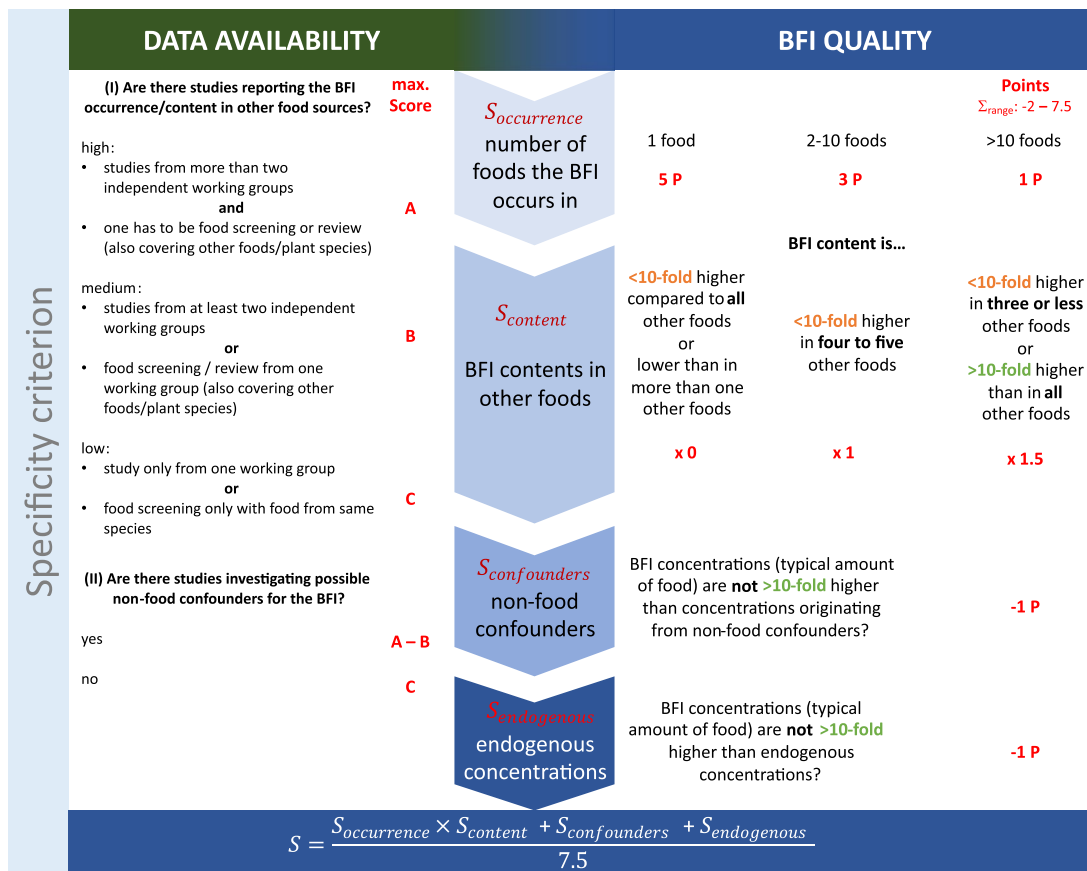 Specificity criterion
DATA AVAILABILITY
BFI QUALITY
(I) Are there studies reporting the BFI
occurrence/content in other food sources?
max.
Score
high:
• studies from more than two
independent working groups
and
• one has to be food screening or review
(also covering other foods/plant species)
A
medium:
• studies from at least two independent
working groups
or
• food screening / review from one
working group (also covering other
foods/plant species)
B
low:
• study only from one working group
or
• food screening only with food from same
species
C
(II) Are there studies investigating possible
non-food confounders for the BFI?
yes
A – B
no
C
S_occurrence
number of
foods the BFI
occurs in
Points
Σ_range: -2 – 7.5
1 food
2-10 foods
>10 foods
5 P
3 P
1 P
S_content
BFI contents in
other foods
BFI content is...
<10-fold higher
compared to all
other foods
or
lower than in
more than one
other foods
x 0
<10-fold higher
in four to five
other foods
x 1
<10-fold higher
in three or less
other foods
or
>10-fold higher
than in all
other foods
x 1.5
S_confounders
non-food
confounders
BFI concentrations (typical amount
of food) are not >10-fold higher
than concentrations originating
from non-food confounders?
-1 P
S_endogenous
endogenous
concentrations
BFI concentrations (typical
amount of food) are not >10-fold
higher than endogenous
concentrations?
-1 P
S = (S_occurrence × S_content + S_confounders + S_endogenous) / 7.5